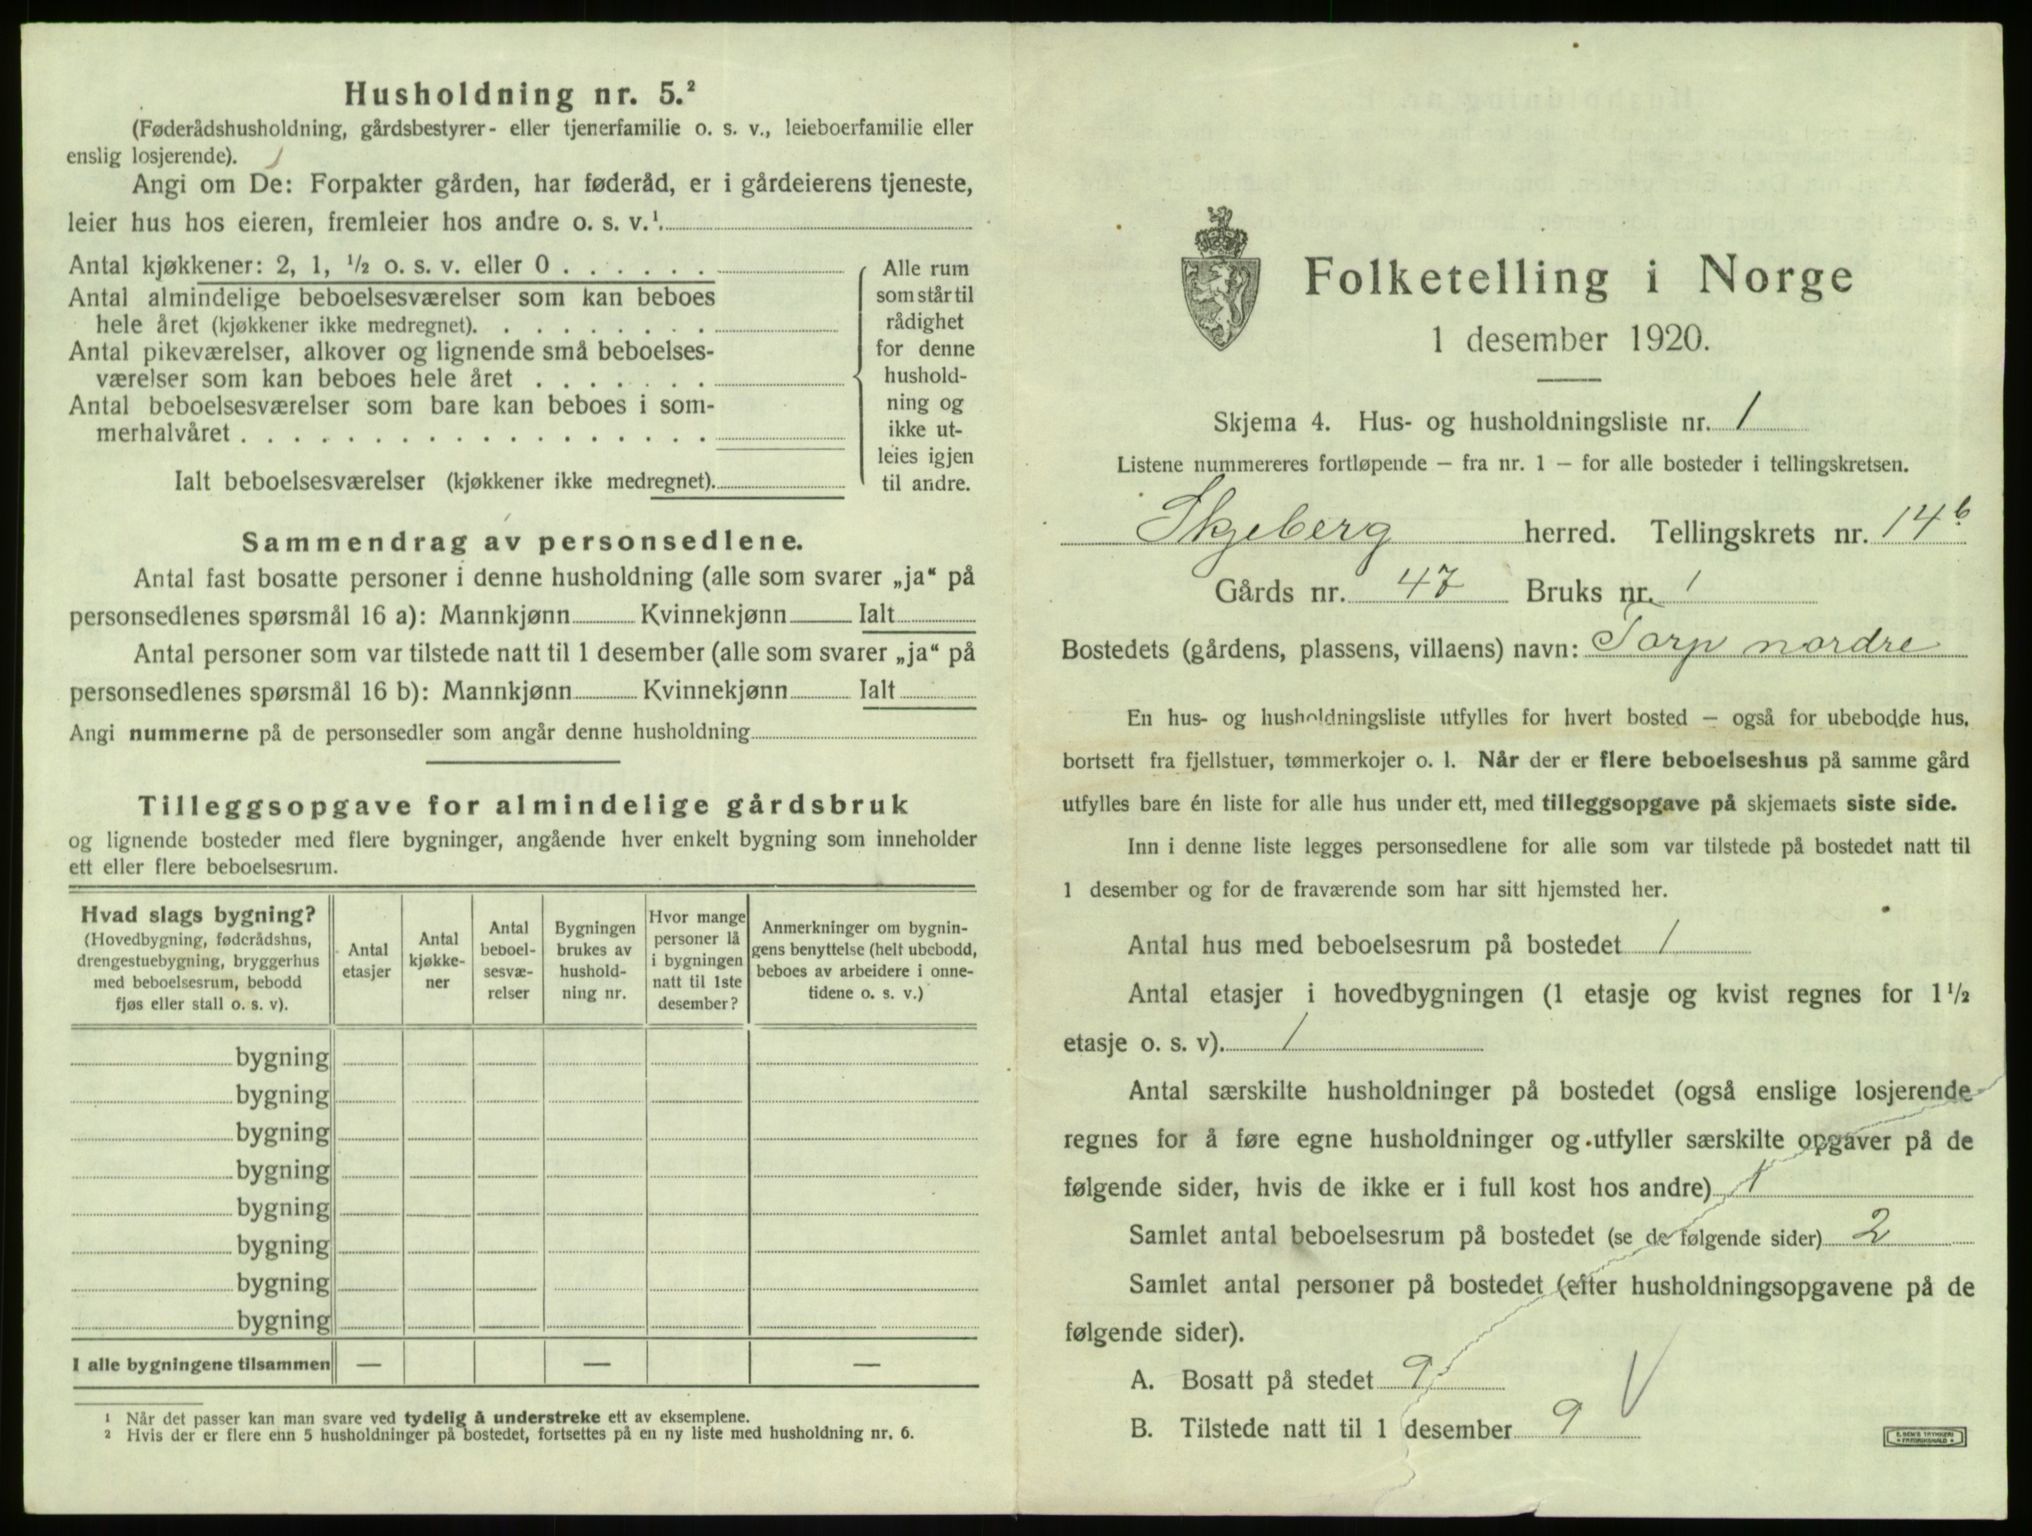 Husholdning nr. 5.²
(Føderådshusholdning, gårdsbestyrer- eller tjenerfamilie o. s. v., leieboerfamilie eller
enslig losjerende).
Angi om De: Forpakter gården, har føderåd, er i gårdeierens tjeneste,
leier hus hos eieren, fremleier hos andre o. s. v.¹.
Antal kjøkkener: 2, 1, ½ o. s. v. eller 0 . . . . . .
Antal almindelige beboelsesværelser som kan beboes
hele året (kjøkkener ikke medregnet). . . . . . . . .
Antal pikeværelser, alkover og lignende små beboelses-
værelser som kan beboes hele året . . . . . . .
Antal beboelsesværelser som bare kan beboes i som-
merhalvåret . . . . . . . . . . . . . . . . . .
Ialt beboelsesværelser (kjøkkener ikke medregnet).
Alle rum
som står til
rådighet
for denne
hushold-
ning og
ikke ut-
leies igjen
til andre.
Sammendrag av personsedlene.
Antal fast bosatte personer i denne husholdning (alle som svarer „ja“ på
personsedlenes spørsmål 16 a): Mannkjønn Kvinnekjønn Ialt
Antal personer som var tilstede natt til 1 desember (alle som svarer „ja“ på
personsedlenes spørsmål 16 b): Mannkjønn Kvinnekjønn Ialt
Angi nummerne på de personsedler som angår denne husholdning
Tilleggsopgave for almindelige gårdsbruk
og lignende bosteder med flere bygninger, angående hver enkelt bygning som inneholder
ett eller flere beboelsesrum.
Hvad slags bygning?
(Hovedbygning, føderådshus,
drengestuebygning, bryggerhus
med beboelsesrum, bebodd
fjøs eller stall o. s. v).
Antal
etasjer
Antal
kjøkke-
ner
Antal
beboel-
sesvæ-
relser
Bygningen
brukes av
hushold-
ning nr.
Hvor mange
personer lå
i bygningen
natt til 1ste
desember?
Anmerkninger om bygnin-
gens benyttelse (helt ubebodd,
beboes av arbeidere i onne-
tidene o. s. v.)
bygning
bygning
bygning
bygning
bygning
bygning
bygning
bygning
I alle bygningene tilsammen — — —
¹ Når det passer kan man svare ved tydelig å understreke ett av eksemplene.
² Hvis der er flere enn 5 husholdninger på bostedet, fortsettes på en ny liste med husholdning nr. 6.
Folketelling i Norge
1 desember 1920.
Skjema 4. Hus- og husholdningsliste nr. 1
Listene nummereres fortløpende — fra nr. 1 — for alle bosteder i tellingskretsen.
Skjeberg herred. Tellingskrets nr. 14b
Gårds nr. 47 Bruks nr. 1
Bostedets (gårdens, plassens, villaens) navn: Torp nordre
En hus- og husholdningsliste utfylles for hvert bosted — også for ubebodde hus,
bortsett fra fjellstuer, tømmerkojer o. l. Når der er flere beboelseshus på samme gård
utfylles bare én liste for alle hus under ett, med tilleggsopgave på skjemaets siste side.
Inn i denne liste legges personsedlene for alle som var tilstede på bostedet natt til
1 desember og for de fraværende som har sitt hjemsted her.
Antal hus med beboelsesrum på bostedet 1
Antal etasjer i hovedbygningen (1 etasje og kvist regnes for 1½
etasje o. s. v). 1
Antal særskilte husholdninger på bostedet (også enslige losjerende
regnes for å føre egne husholdninger og utfyller særskilte opgaver på de
følgende sider, hvis de ikke er i full kost hos andre) 1
Samlet antal beboelsesrum på bostedet (se de følgende sider) 2
Samlet antal personer på bostedet (efter husholdningsopgavene på de
følgende sider).
A. Bosatt på stedet 9
B. Tilstede natt til 1 desember 9